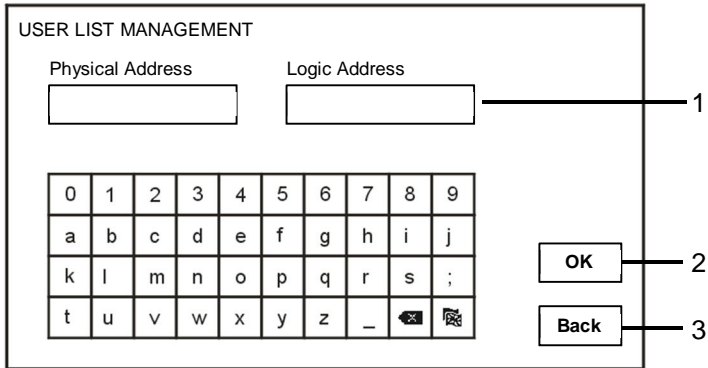 USER LIST MANAGEMENT
Physical Address Logic Address
1
0 1 2 3 4 5 6 7 8 9
a b c d e f g h i j
k l m n o p q r s ;
t u v w x y z _
OK
2
Back
3